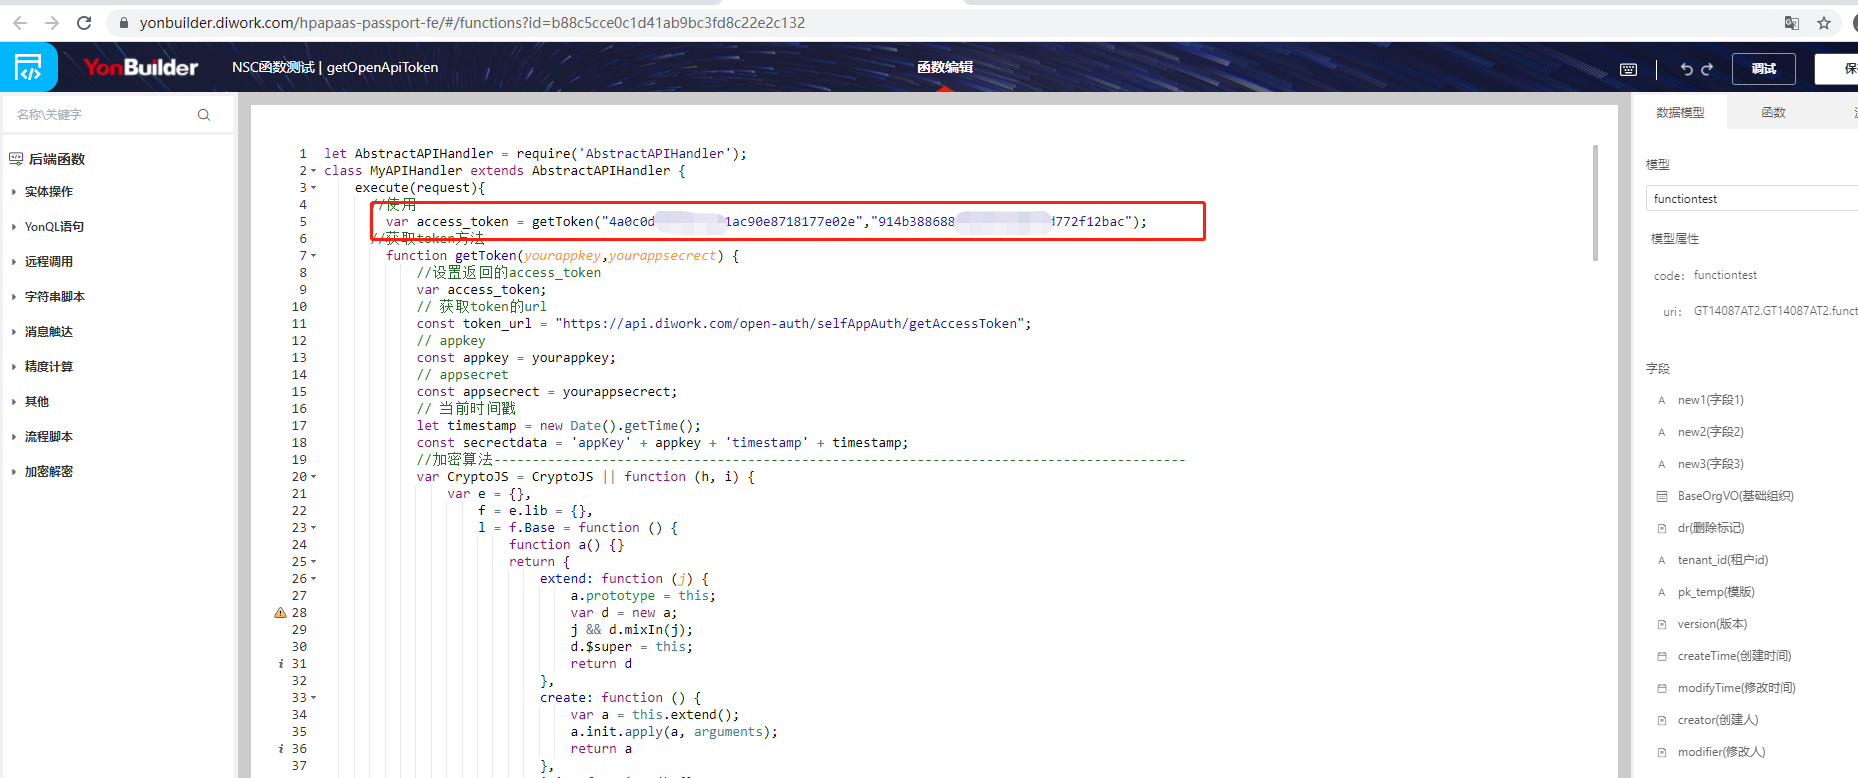 yonbuilder.diwork.com/hpapaas-passport-fe/#/functions?id=b88c5cce0c1d41ab9bc3fd8c22e2c132
YonBuilder
NSC函数测试 | getOpenApiToken
函数编辑
调试
保
名称\关键字
后端函数
实体操作
YonQL语句
远程调用
字符串脚本
消息触达
精度计算
其他
流程脚本
加密解密
1 let AbstractAPIHandler = require('AbstractAPIHandler');
2 class MyAPIHandler extends AbstractAPIHandler {
3 execute(request){
4 //使用
5 var access_token = getToken("4a0c0d 1ac90e8718177e02e","914b388688 d772f12bac");
6 //获取token方法
7 function getToken(yourappkey,yourappsecrect) {
8 //设置返回的access_token
9 var access_token;
10 // 获取token的url
11 const token_url = "https://api.diwork.com/open-auth/selfAppAuth/getAccessToken";
12 // appkey
13 const appkey = yourappkey;
14 // appsecret
15 const appsecrect = yourappsecrect;
16 // 当前时间戳
17 let timestamp = new Date().getTime();
18 const secrectdata = 'appKey' + appkey + 'timestamp' + timestamp;
19 //加密算法------------------------------------------------------------------------------------------
20 var CryptoJS = CryptoJS || function (h, i) {
21 var e = {},
22 f = e.lib = {},
23 l = f.Base = function () {
24 function a() {}
25 return {
26 extend: function (j) {
27 a.prototype = this;
28 var d = new a;
29 j && d.mixIn(j);
30 d.$super = this;
31 return d
32 },
33 create: function () {
34 var a = this.extend();
35 a.init.apply(a, arguments);
36 return a
37 },
数据模型
函数
模型
functiontest
模型属性
code: functiontest
uri: GT14087AT2.GT14087AT2.funct
字段
new1(字段1)
new2(字段2)
new3(字段3)
BaseOrgVO(基础组织)
dr(删除标记)
tenant_id(租户id)
pk_temp(模版)
version(版本)
createTime(创建时间)
modifyTime(修改时间)
creator(创建人)
modifier(修改人)